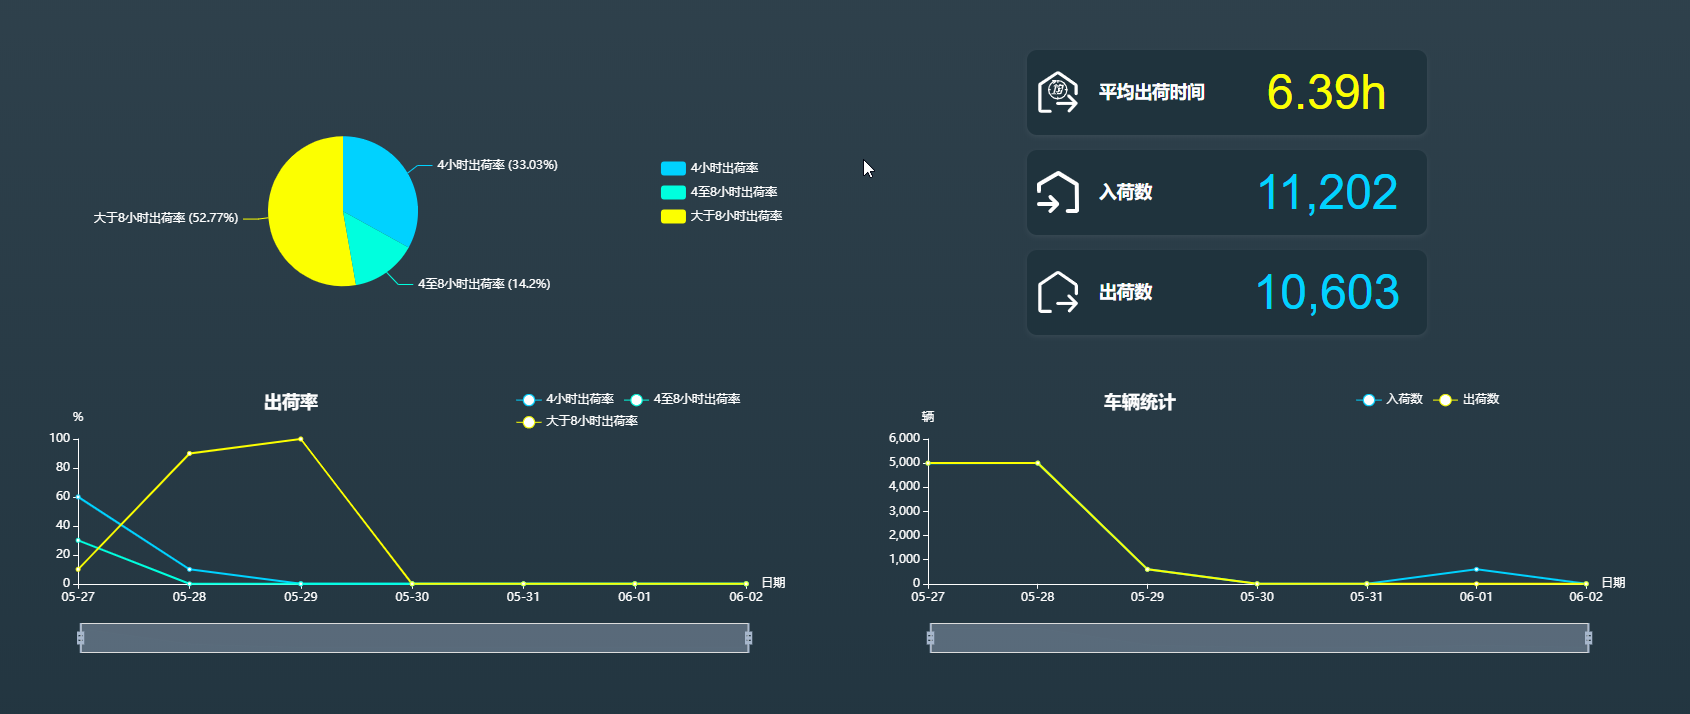 4小时出荷率 (33.03%)
大于8小时出荷率 (52.77%)
4至8小时出荷率 (14.2%)
4小时出荷率
4至8小时出荷率
大于8小时出荷率
平均出荷时间 6.39h
入荷数 11,202
出荷数 10,603
出荷率
4小时出荷率 4至8小时出荷率
大于8小时出荷率
%
100
80
60
40
20
0
日期
05-27 05-28 05-29 05-30 05-31 06-01 06-02
车辆统计
入荷数 出荷数
辆
6,000
5,000
4,000
3,000
2,000
1,000
0
日期
05-27 05-28 05-29 05-30 05-31 06-01 06-02